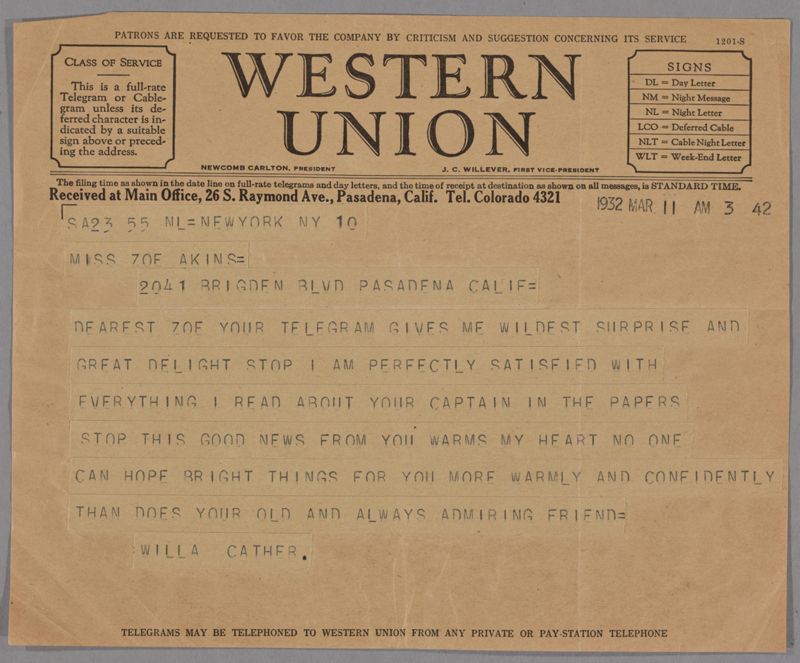 PATRONS ARE REQUESTED TO FAVOR THE COMPANY BY CRITICISM AND SUGGESTION CONCERNING ITS SERVICE
1201-S
CLASS OF SERVICE
This is a full-rate
Telegram or Cable-
gram unless its de-
ferred character is in-
dicated by a suitable
sign above or preced-
ing the address.
WESTERN
UNION
NEWCOMB CARLTON, PRESIDENT
J. C. WILLEVER, FIRST VICE-PRESIDENT
SIGNS
DL = Day Letter
NM = Night Message
NL = Night Letter
LCO = Deferred Cable
NLT = Cable Night Letter
WLT = Week-End Letter
The filing time as shown in the date line on full-rate telegrams and day letters, and the time of receipt at destination as shown on all messages, is STANDARD TIME.
Received at Main Office, 26 S. Raymond Ave., Pasadena, Calif. Tel. Colorado 4321
1932 MAR 11 AM 3 42
SA23 55 NL=NEWYORK NY 10
MISS ZOE AKINS=
2041 BRIGDEN BLVD PASADENA CALIF=
DEAREST ZOE YOUR TELEGRAM GIVES ME WILDEST SURPRISE AND
GREAT DELIGHT STOP I AM PERFECTLY SATISFIED WITH
EVERYTHING I READ ABOUT YOUR CAPTAIN IN THE PAPERS
STOP THIS GOOD NEWS FROM YOU WARMS MY HEART NO ONE
CAN HOPE BRIGHT THINGS FOR YOU MORE WARMLY AND CONFIDENTLY
THAN DOES YOUR OLD AND ALWAYS ADMIRING FRIEND=
WILLA CATHER.
TELEGRAMS MAY BE TELEPHONED TO WESTERN UNION FROM ANY PRIVATE OR PAY-STATION TELEPHONE